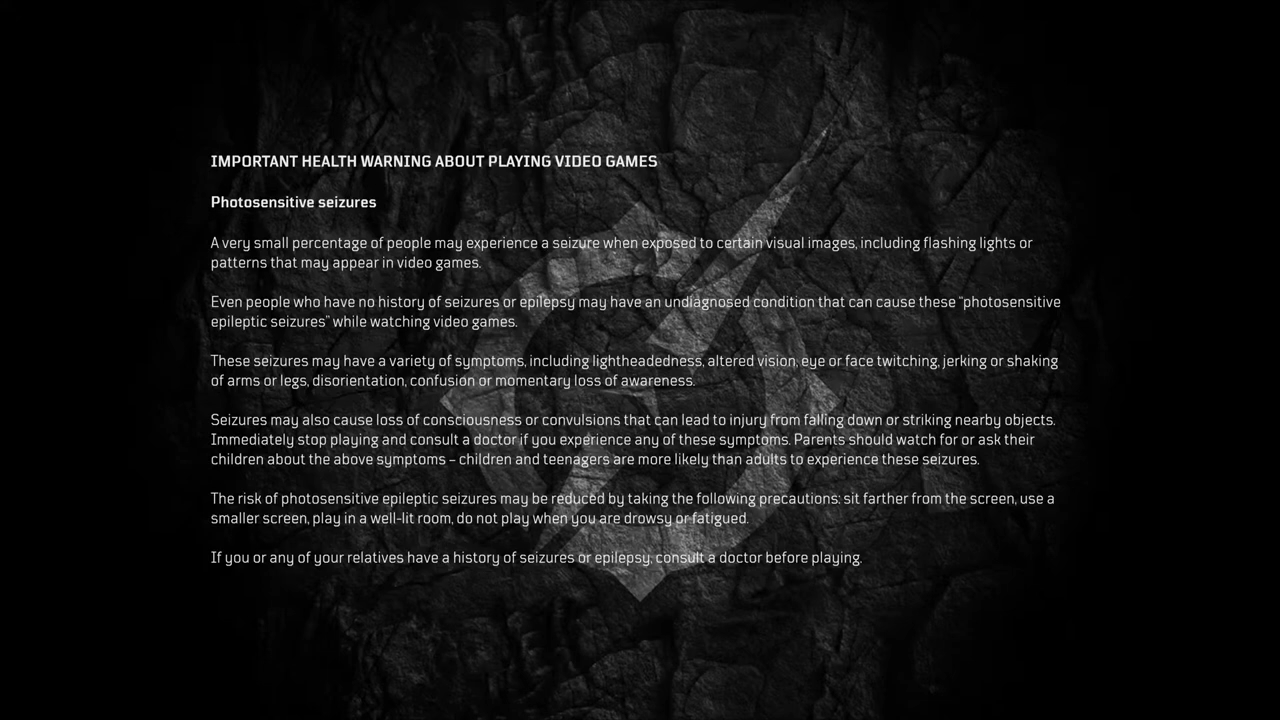 IMPORTANT HEALTH WARNING ABOUT PLAYING VIDEO GAMES
Photosensitive seizures
A very small percentage of people may experience a seizure when exposed to certain visual images, including flashing lights or
patterns that may appear in video games.
Even people who have no history of seizures or epilepsy may have an undiagnosed condition that can cause these “photosensitive
epileptic seizures” while watching video games.
These seizures may have a variety of symptoms, including lightheadedness, altered vision, eye or face twitching, jerking or shaking
of arms or legs, disorientation, confusion or momentary loss of awareness.
Seizures may also cause loss of consciousness or convulsions that can lead to injury from falling down or striking nearby objects.
Immediately stop playing and consult a doctor if you experience any of these symptoms. Parents should watch for or ask their
children about the above symptoms – children and teenagers are more likely than adults to experience these seizures.
The risk of photosensitive epileptic seizures may be reduced by taking the following precautions: sit farther from the screen, use a
smaller screen, play in a well-lit room, do not play when you are drowsy or fatigued.
If you or any of your relatives have a history of seizures or epilepsy, consult a doctor before playing.